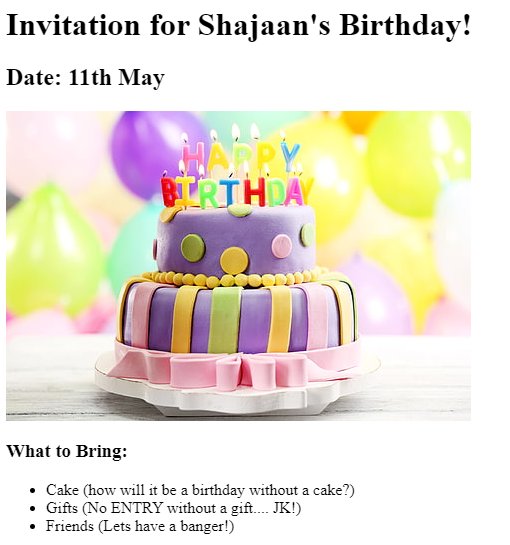 Invitation for Shajaan's Birthday!
Date: 11th May
HAPPY
BIRTHDAY
What to Bring:
Cake (how will it be a birthday without a cake?)
Gifts (No ENTRY without a gift.... JK!)
Friends (Lets have a banger!)